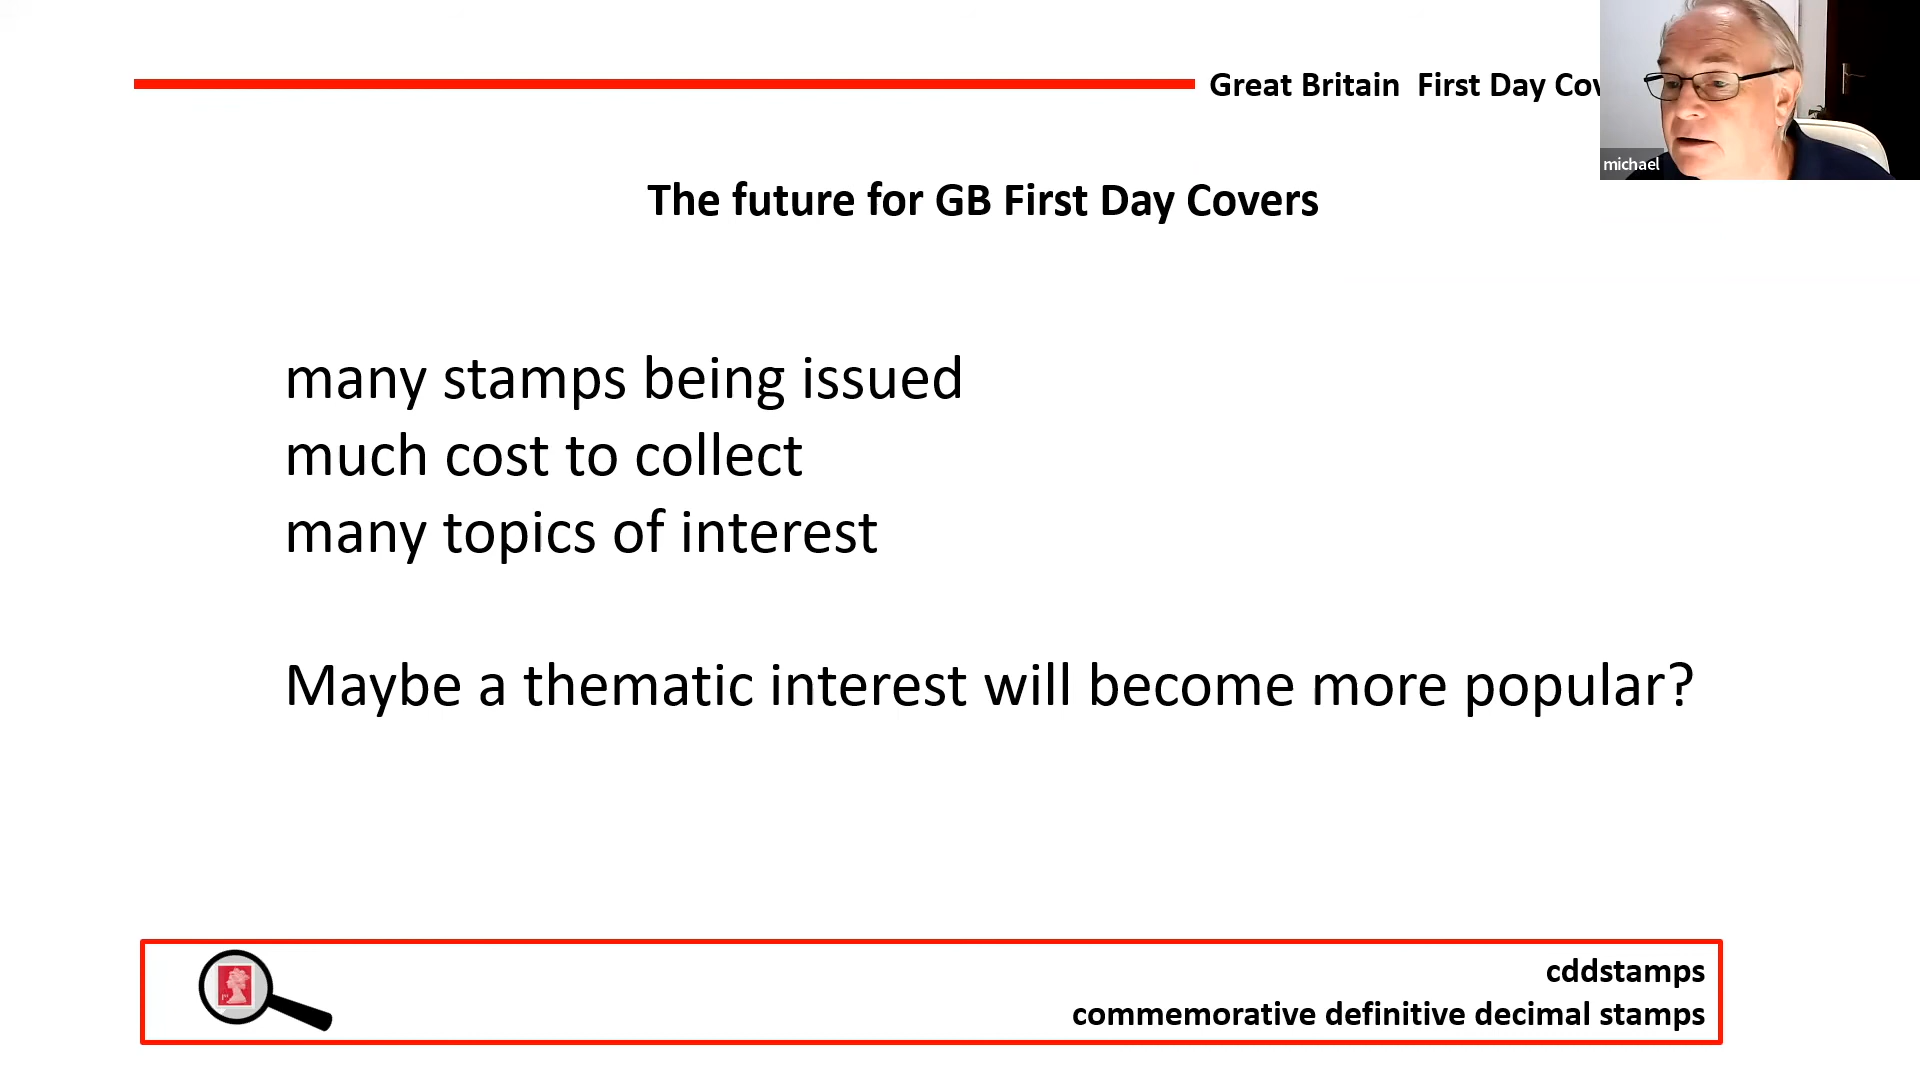 Great Britain First Day
michael
The future for GB First Day Covers
many stamps being issued
much cost to collect
many topics of interest
Maybe a thematic interest will become more popular?
cddstamps
commemorative definitive decimal stamps